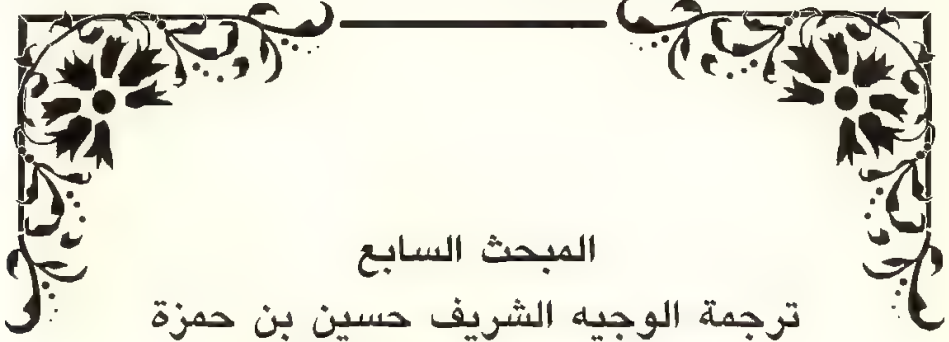 المبحث السابع
ترجمة الوجيه الشريف حسين بن حمزة